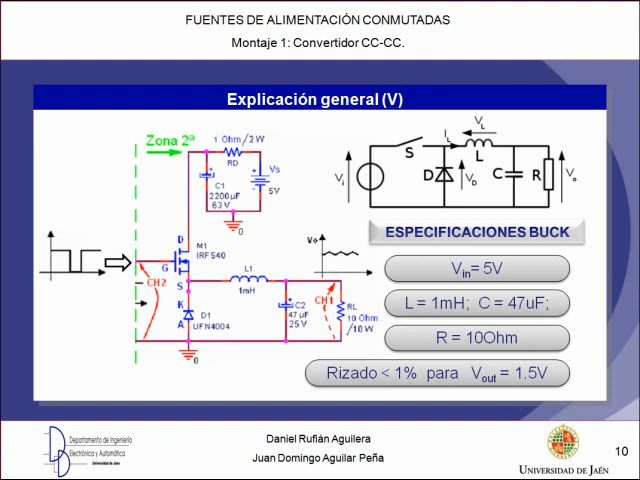 FUENTES DE ALIMENTACIÓN CONMUTADAS
Montaje 1: Convertidor CC-CC.
Explicación general (V)
Zona 2ª
1 Ohm/2 W
RD
C1
2200 uF
63 V
Vs
5V
0
D
M1
IRF540
G
S
CH2
K
D1
UFN4004
A
0
L1
1mH
C2
47 uF
25 V
CH1
RL
10 Ohm
/10 W
Vo
Vi
S
IL
VL
L
D
VD
C
R
Vo
ESPECIFICACIONES BUCK
Vin= 5V
L = 1mH; C = 47uF;
R = 10Ohm
Rizado < 1% para Vout = 1.5V
Departamento de Ingeniería
Electrónica y Automática
Universidad de Jaén
Daniel Rufián Aguilera
Juan Domingo Aguilar Peña
UNIVERSIDAD DE JAÉN
10